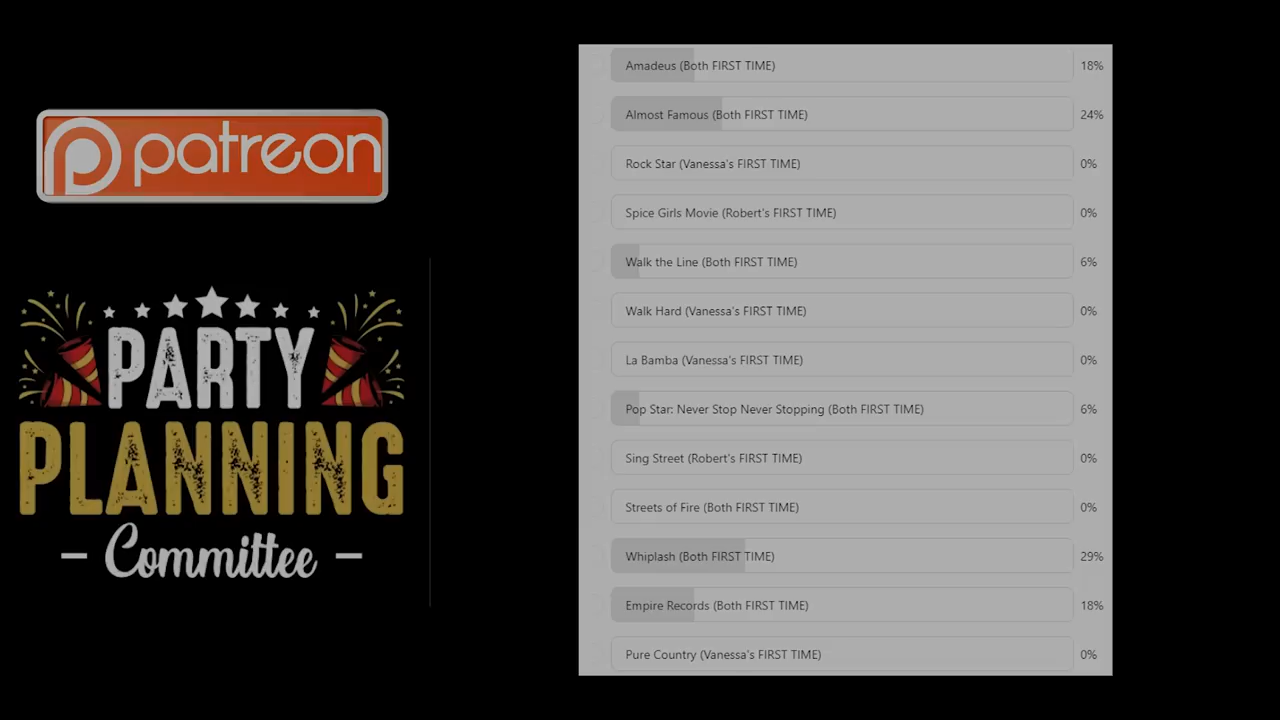 patreon
PARTY
PLANNING
- Committee -
Amadeus (Both FIRST TIME) 18%
Almost Famous (Both FIRST TIME) 24%
Rock Star (Vanessa's FIRST TIME) 0%
Spice Girls Movie (Robert's FIRST TIME) 0%
Walk the Line (Both FIRST TIME) 6%
Walk Hard (Vanessa's FIRST TIME) 0%
La Bamba (Vanessa's FIRST TIME) 0%
Pop Star: Never Stop Never Stopping (Both FIRST TIME) 6%
Sing Street (Robert's FIRST TIME) 0%
Streets of Fire (Both FIRST TIME) 0%
Whiplash (Both FIRST TIME) 29%
Empire Records (Both FIRST TIME) 18%
Pure Country (Vanessa's FIRST TIME) 0%